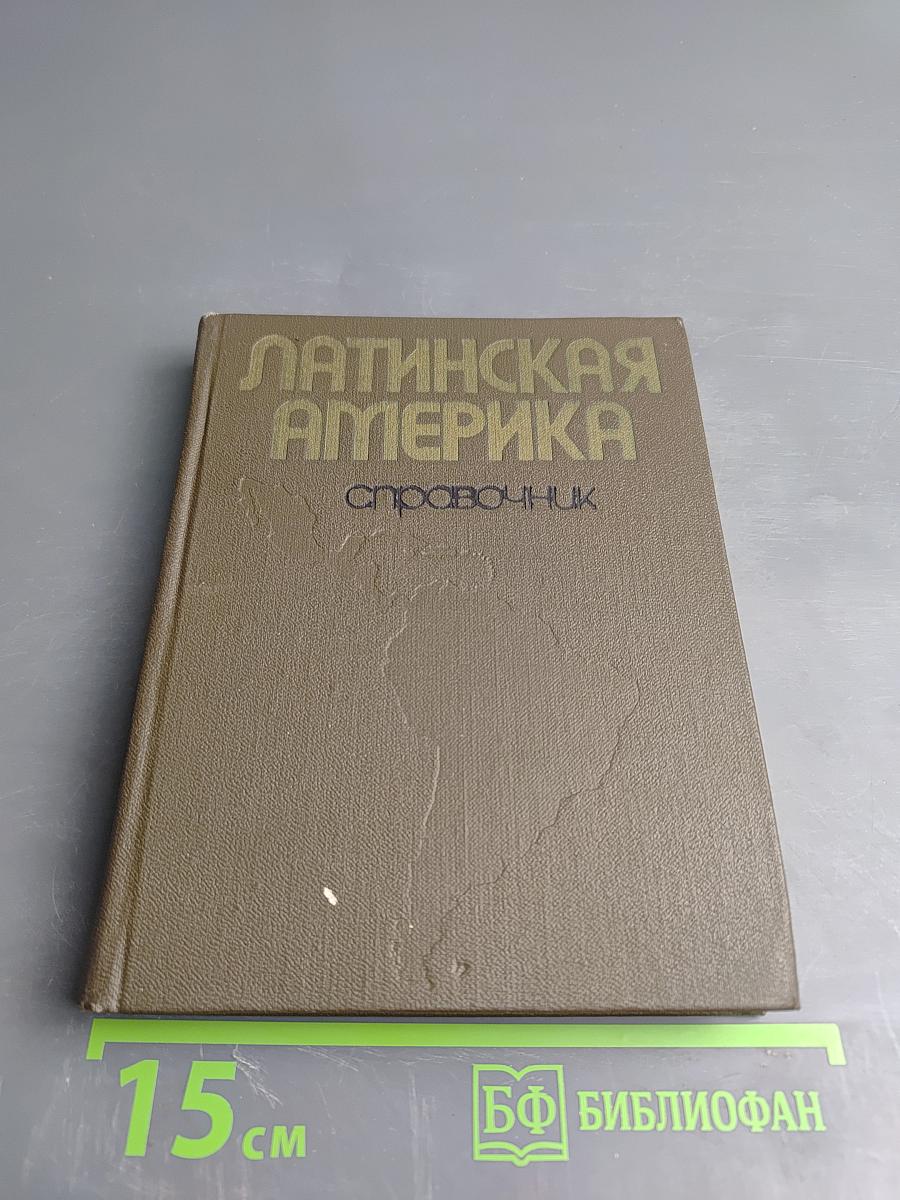 ЛАТИНСКАЯ
АМЕРИКА
справочник
15 см
БФ БИБЛИОФАН